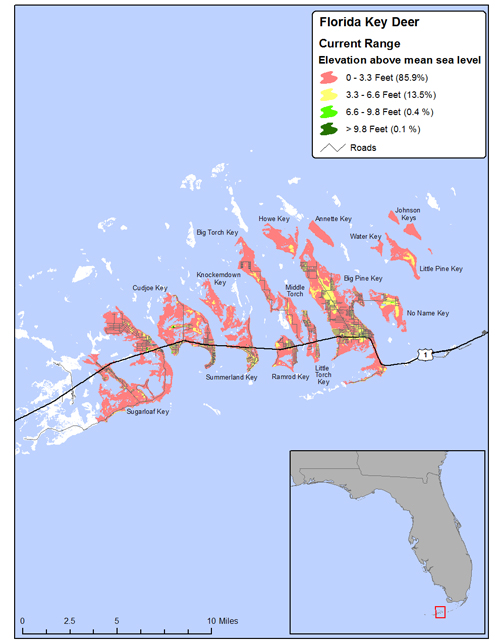 Florida Key Deer
Current Range
Elevation above mean sea level
0 - 3.3 Feet (85.9%)
3.3 - 6.6 Feet (13.5%)
6.6 - 9.8 Feet (0.4 %)
> 9.8 Feet (0.1 %)
Roads
Johnson
Keys
Howe Key
Annette Key
Big Torch Key
Water Key
Little Pine Key
Knockemdown
Key
Big Pine Key
Cudjoe Key
Middle
Torch
No Name Key
1
Summerland Key
Ramrod Key
Little
Torch
Key
Sugarloaf Key
0
2.5
5
10 Miles